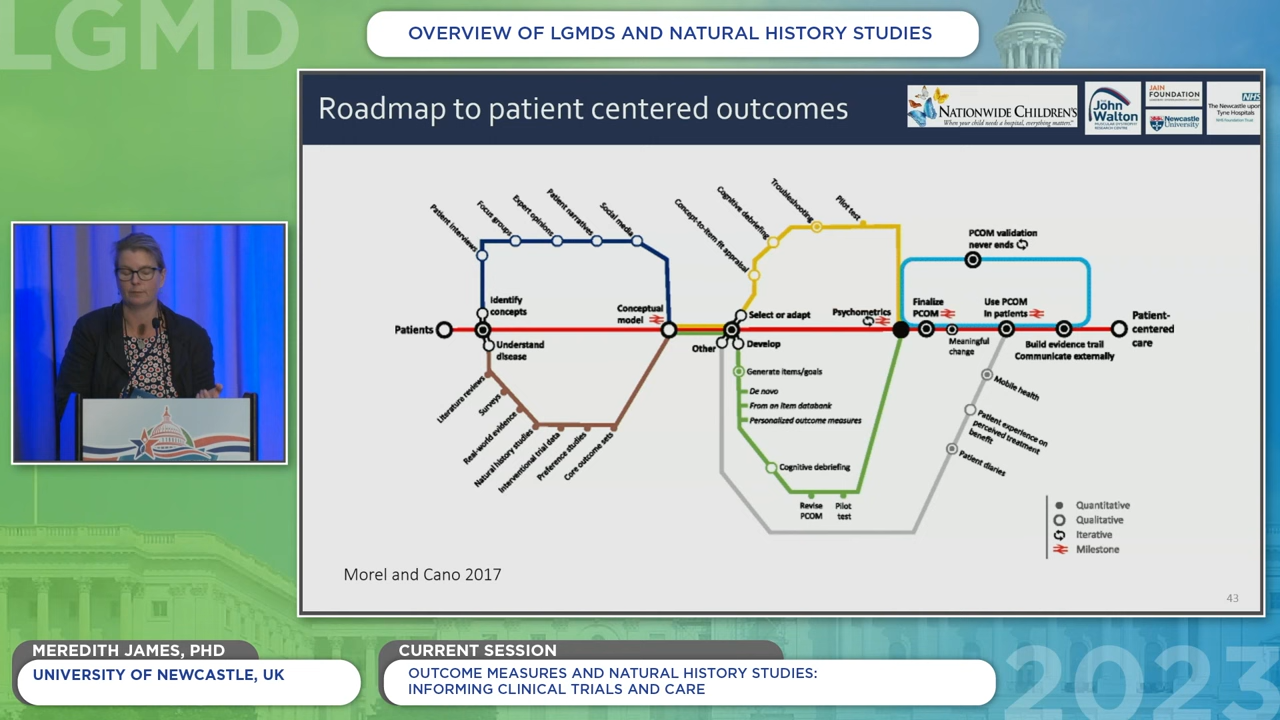 LGMD
OVERVIEW OF LGMDS AND NATURAL HISTORY STUDIES
Roadmap to patient centered outcomes
NATIONWIDE CHILDREN'S
When your child needs a hospital, everything matters.
The John Walton
JAIN FOUNDATION
Newcastle University
NHS
The Newcastle upon Tyne Hospitals
NHS Foundation Trust
Patient interviews
Focus groups
Expert opinions
Patient narratives
Social media
Concept-to-item fit appraisal
Cognitive debriefing
Troubleshooting
Pilot test
PCOM validation
never ends
Identify
concepts
Conceptual
model
Select or adapt
Psychometrics
Finalize
PCOM
Use PCOM
In patients
Patients
Patient-
centered
care
Understand
disease
Other
Develop
Meaningful
change
Build evidence trail
Communicate externally
Literature reviews
Surveys
Real-world evidence
Natural history studies
Interventional trial data
Preference studies
Core outcome sets
Generate items/goals
De novo
From an item databank
Personalized outcome measures
Cognitive debriefing
Revise
PCOM
Pilot
test
Mobile health
Patient experience on
perceived treatment
benefit
Patient diaries
Quantitative
Qualitative
Iterative
Milestone
Morel and Cano 2017
43
MEREDITH JAMES, PHD
UNIVERSITY OF NEWCASTLE, UK
CURRENT SESSION
OUTCOME MEASURES AND NATURAL HISTORY STUDIES:
INFORMING CLINICAL TRIALS AND CARE
2023